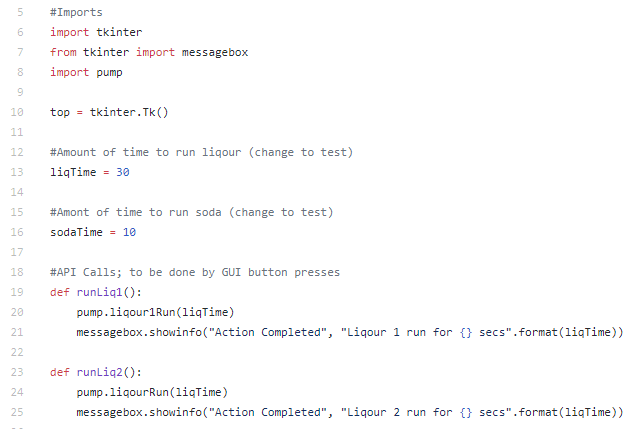 5 #Imports
6 import tkinter
7 from tkinter import messagebox
8 import pump
9
10 top = tkinter.Tk()
11
12 #Amount of time to run liqour (change to test)
13 liqTime = 30
14
15 #Amont of time to run soda (change to test)
16 sodaTime = 10
17
18 #API Calls; to be done by GUI button presses
19 def runLiq1():
20     pump.liqour1Run(liqTime)
21     messagebox.showinfo("Action Completed", "Liqour 1 run for {} secs".format(liqTime))
22
23 def runLiq2():
24     pump.liqourRun(liqTime)
25     messagebox.showinfo("Action Completed", "Liqour 2 run for {} secs".format(liqTime))